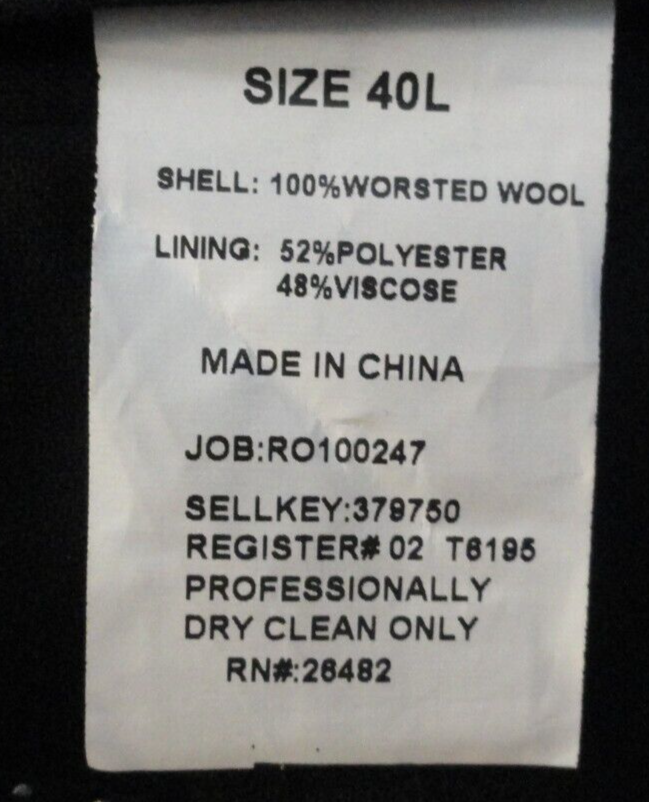 SIZE 40L
SHELL: 100%WORSTED WOOL
LINING: 52%POLYESTER
48%VISCOSE
MADE IN CHINA
JOB:RO100247
SELLKEY:379750
REGISTER# 02 T6195
PROFESSIONALLY
DRY CLEAN ONLY
RN#:26482